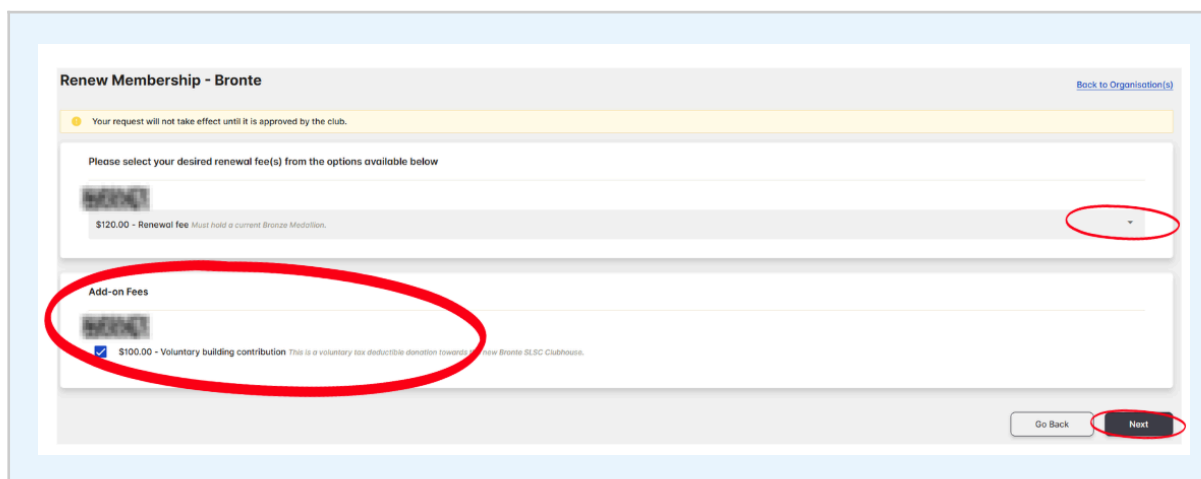 Renew Membership - Bronte
Back to Organisation(s)
Your request will not take effect until it is approved by the club.
Please select your desired renewal fee(s) from the options available below
$120.00 - Renewal fee Must hold a current Bronze Medallion.
Add-on Fees
$100.00 - Voluntary building contribution This is a voluntary tax deductible donation towards new Bronte SLSC Clubhouse.
Go Back
Next